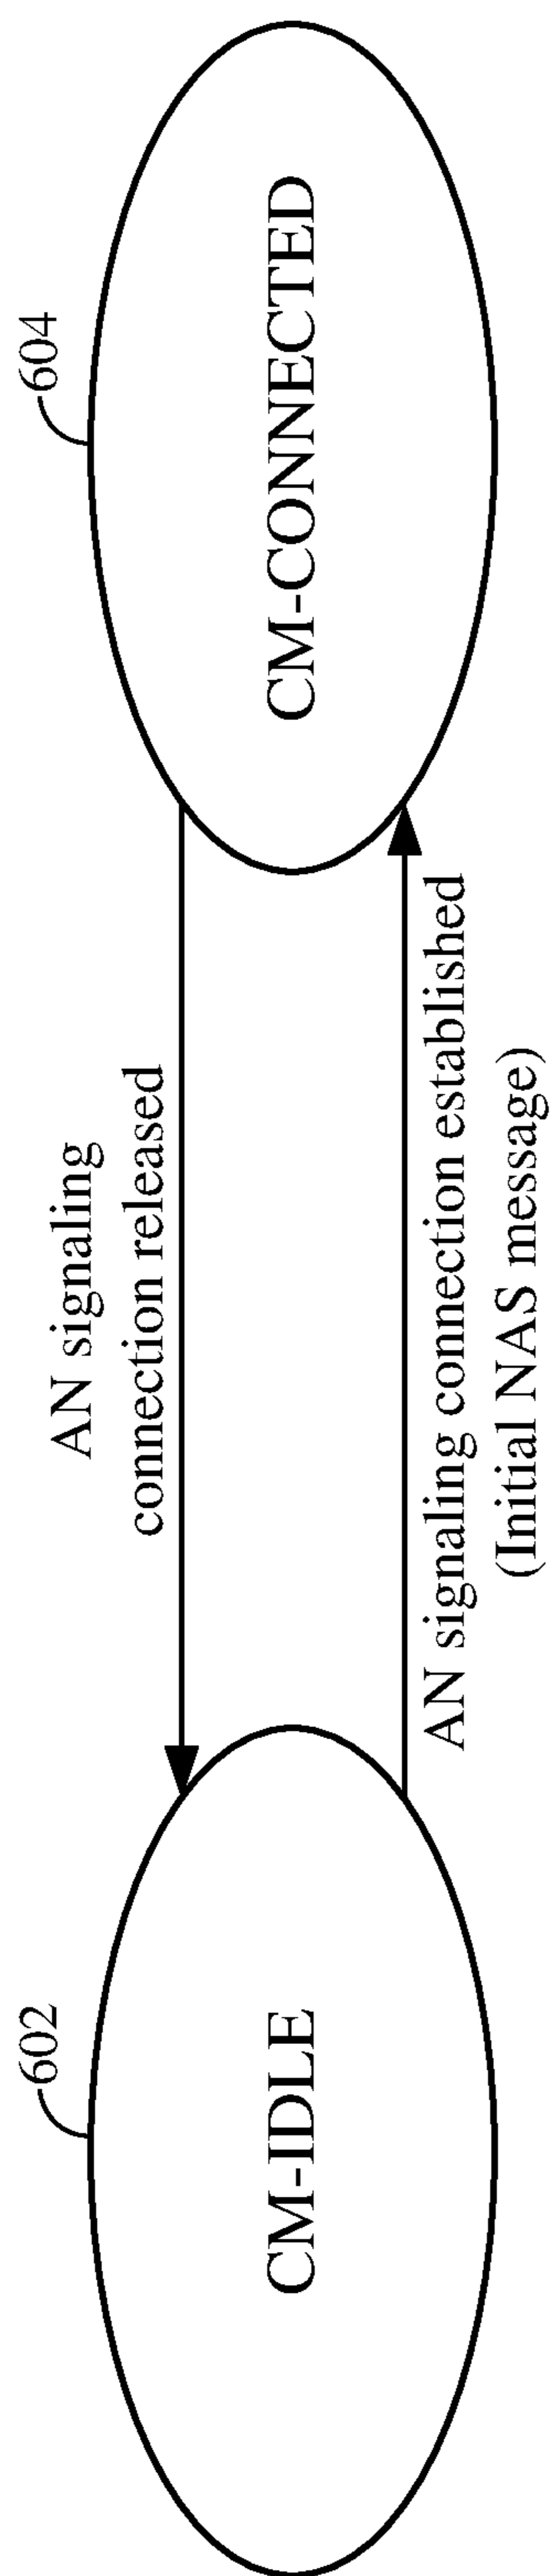 602
604
CM-IDLE
AN signaling
connection released
CM-CONNECTED
AN signaling connection established
(Initial NAS message)